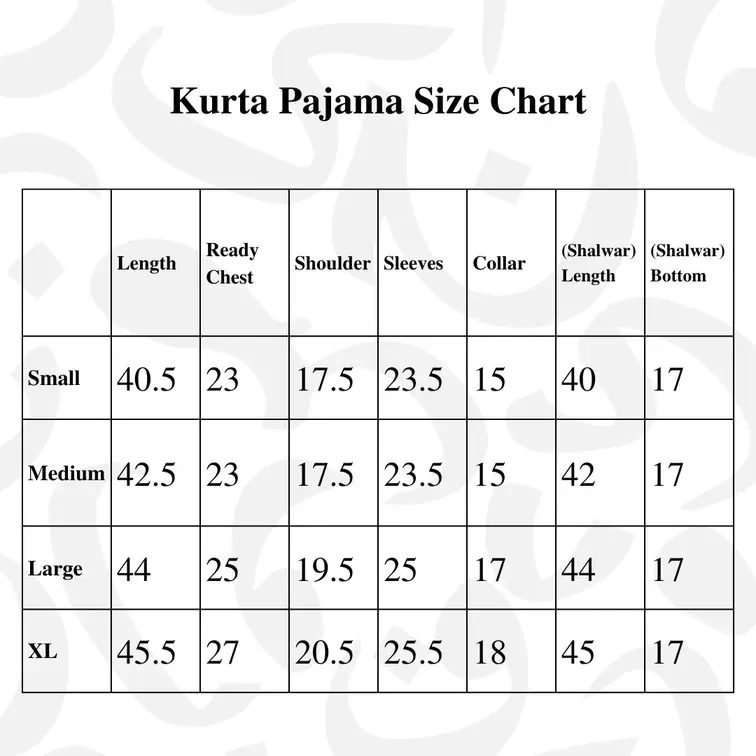 Kurta Pajama Size Chart
Length Ready Chest Shoulder Sleeves Collar (Shalwar) Length (Shalwar) Bottom
Small 40.5 23 17.5 23.5 15 40 17
Medium 42.5 23 17.5 23.5 15 42 17
Large 44 25 19.5 25 17 44 17
XL 45.5 27 20.5 25.5 18 45 17